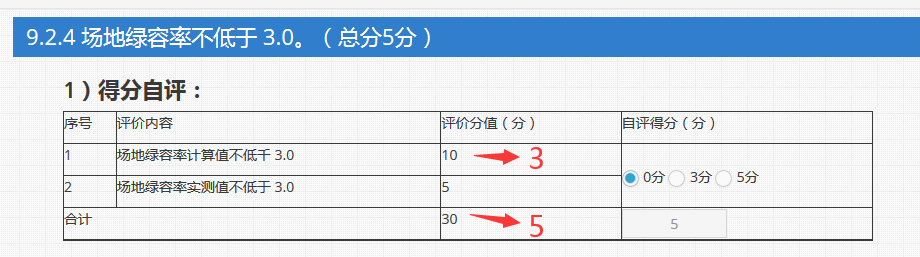 9.2.4 场地绿容率不低于 3.0。（总分5分）
1）得分自评：
序号 评价内容 评价分值（分） 自评得分（分）
1 场地绿容率计算值不低千 3.0 10 3
0分 3分 5分
2 场地绿容率实测值不低于 3.0 5
合计 30 5 5